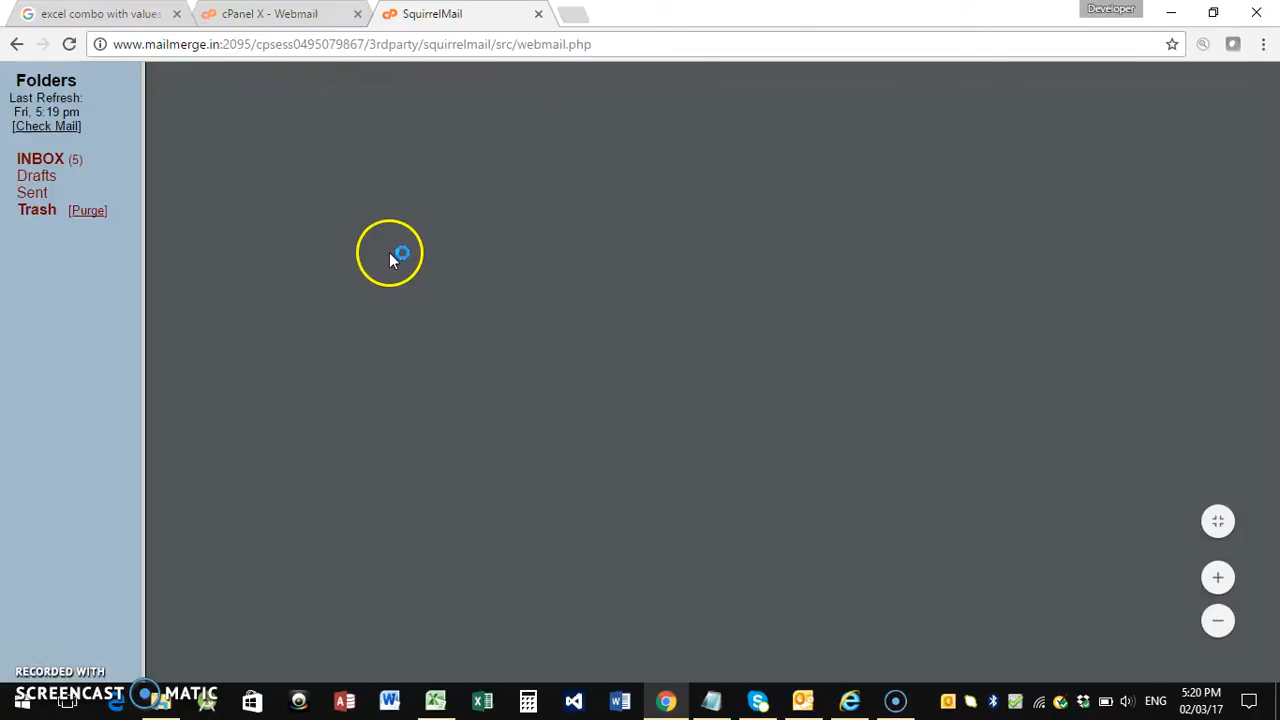 excel combo with values
cPanel X - Webmail
SquirrelMail
Developer
www.mailmerge.in:2095/cpsess0495079867/3rdparty/squirrelmail/src/webmail.php
Folders
Last Refresh:
Fri, 5:19 pm
[Check Mail]
INBOX (5)
Drafts
Sent
Trash [Purge]
RECORDED WITH
SCREENCAST MATIC
ENG
5:20 PM
02/03/17